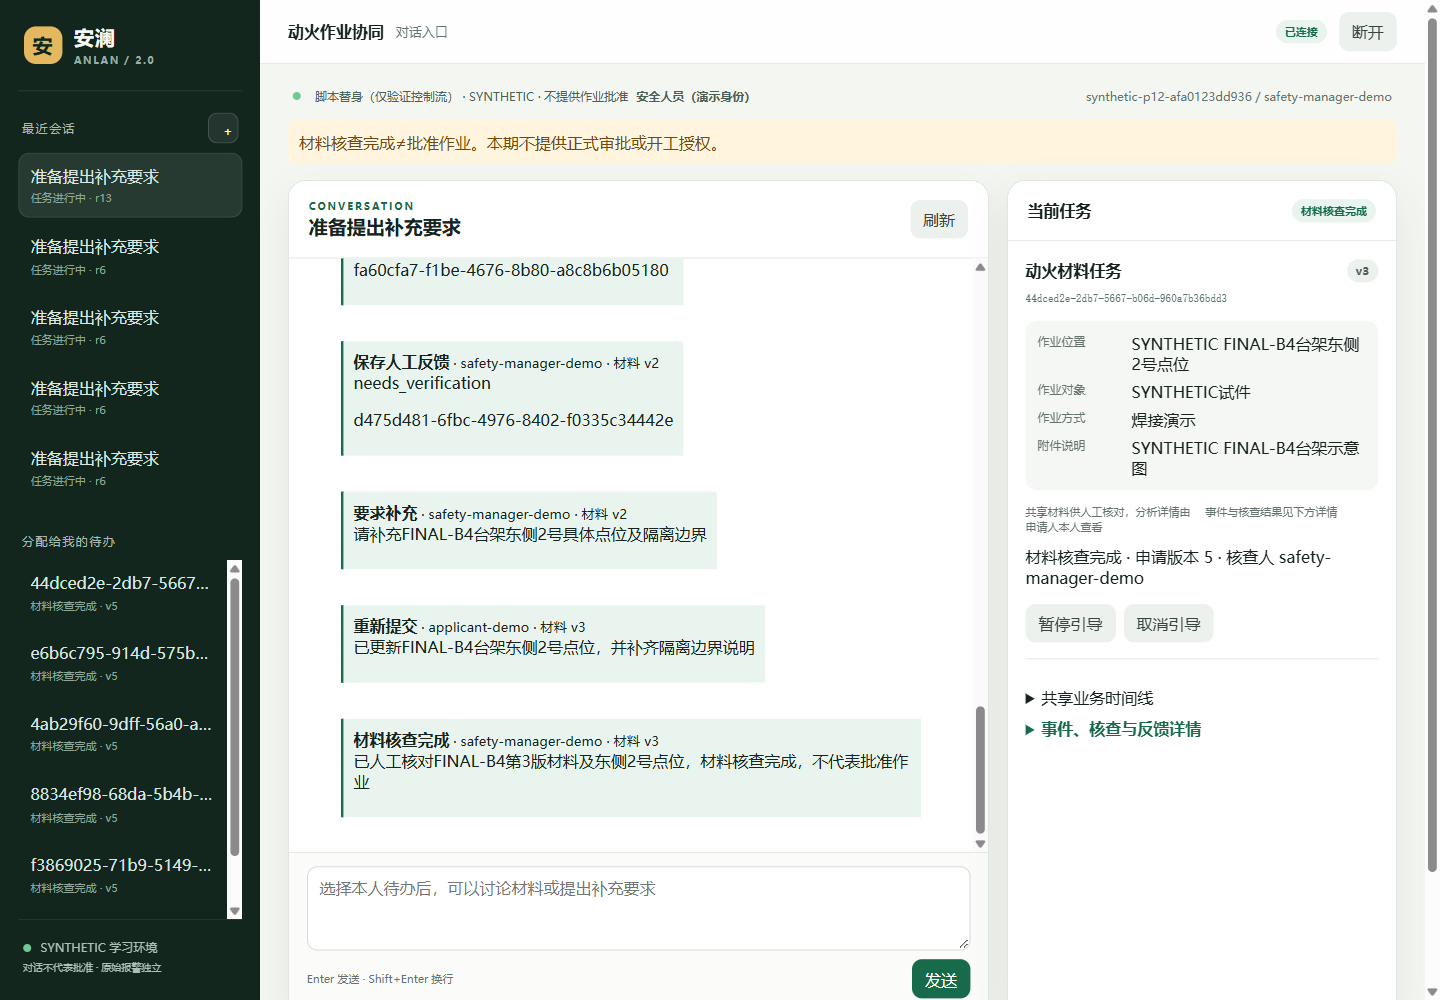 安
安澜
ANLAN / 2.0
最近会话
+
准备提出补充要求
任务进行中 · r13
准备提出补充要求
任务进行中 · r6
准备提出补充要求
任务进行中 · r6
准备提出补充要求
任务进行中 · r6
准备提出补充要求
任务进行中 · r6
分配给我的待办
44dced2e-2db7-5667...
材料核查完成 · v5
e6b6c795-914d-575b...
材料核查完成 · v5
4ab29f60-9dff-56a0-a...
材料核查完成 · v5
8834ef98-68da-5b4b-...
材料核查完成 · v5
f3869025-71b9-5149-...
材料核查完成 · v5
SYNTHETIC 学习环境
对话不代表批准 · 原始报警独立
动火作业协同 对话入口
已连接
断开
脚本替身（仅验证控制流） · SYNTHETIC · 不提供作业批准 安全人员（演示身份）
synthetic-p12-afa0123dd936 / safety-manager-demo
材料核查完成≠批准作业。本期不提供正式审批或开工授权。
CONVERSATION
准备提出补充要求
刷新
fa60cfa7-f1be-4676-8b80-a8c8b6b05180
保存人工反馈 · safety-manager-demo · 材料 v2
needs_verification
d475d481-6fbc-4976-8402-f0335c34442e
要求补充 · safety-manager-demo · 材料 v2
请补充FINAL-B4台架东侧2号具体点位及隔离边界
重新提交 · applicant-demo · 材料 v3
已更新FINAL-B4台架东侧2号点位，并补齐隔离边界说明
材料核查完成 · safety-manager-demo · 材料 v3
已人工核对FINAL-B4第3版材料及东侧2号点位，材料核查完成，不代表批准作
业
选择本人待办后，可以讨论材料或提出补充要求
Enter 发送 · Shift+Enter 换行
发送
当前任务
材料核查完成
动火材料任务
v3
44dced2e-2db7-5667-b06d-960a7b36bdd3
作业位置 SYNTHETIC FINAL-B4台架东侧
2号点位
作业对象 SYNTHETIC试件
作业方式 焊接演示
附件说明 SYNTHETIC FINAL-B4台架示意
图
共享材料供人工核对，分析详情由 事件与核查结果见下方详情
申请人本人查看
材料核查完成 · 申请版本 5 · 核查人 safety-
manager-demo
暂停引导
取消引导
共享业务时间线
事件、核查与反馈详情